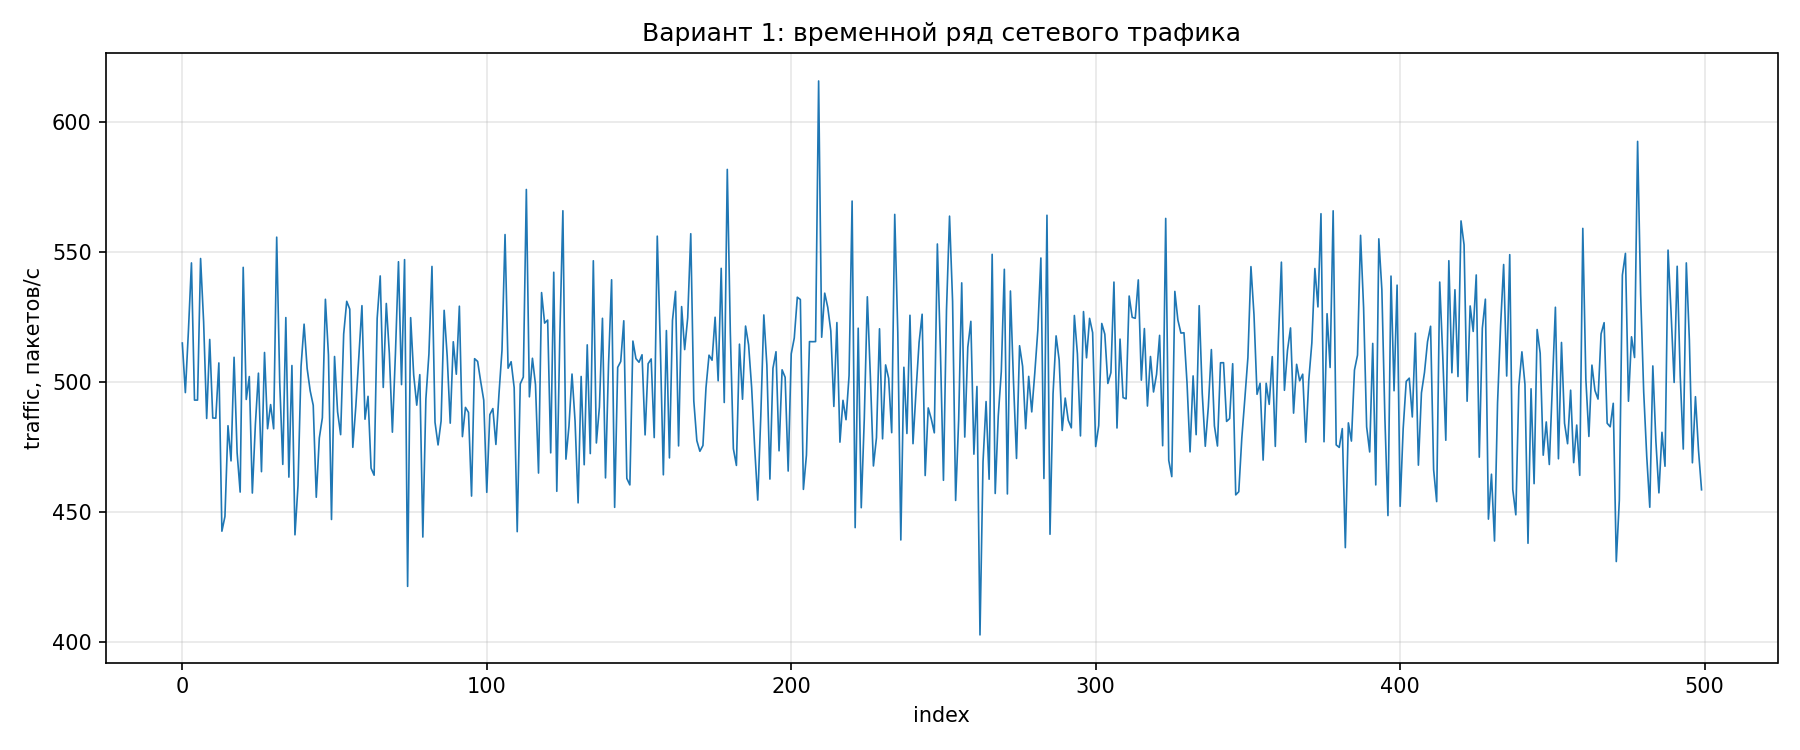 Вариант 1: временной ряд сетевого трафика
traffic, пакетов/с
600
550
500
450
400
0 100 200 300 400 500
index